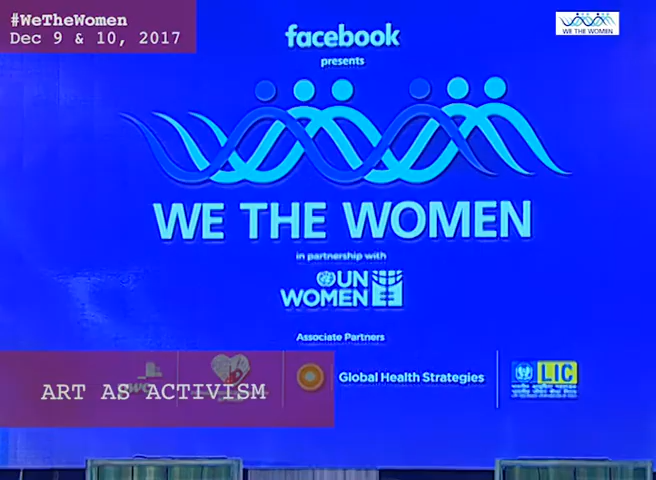 #WeTheWomen
Dec 9 & 10, 2017
WE THE WOMEN
facebook
presents
WE THE WOMEN
in partnership with
UN
WOMEN
Associate Partners
pwc
Global Health Strategies
LIC
ART AS ACTIVISM